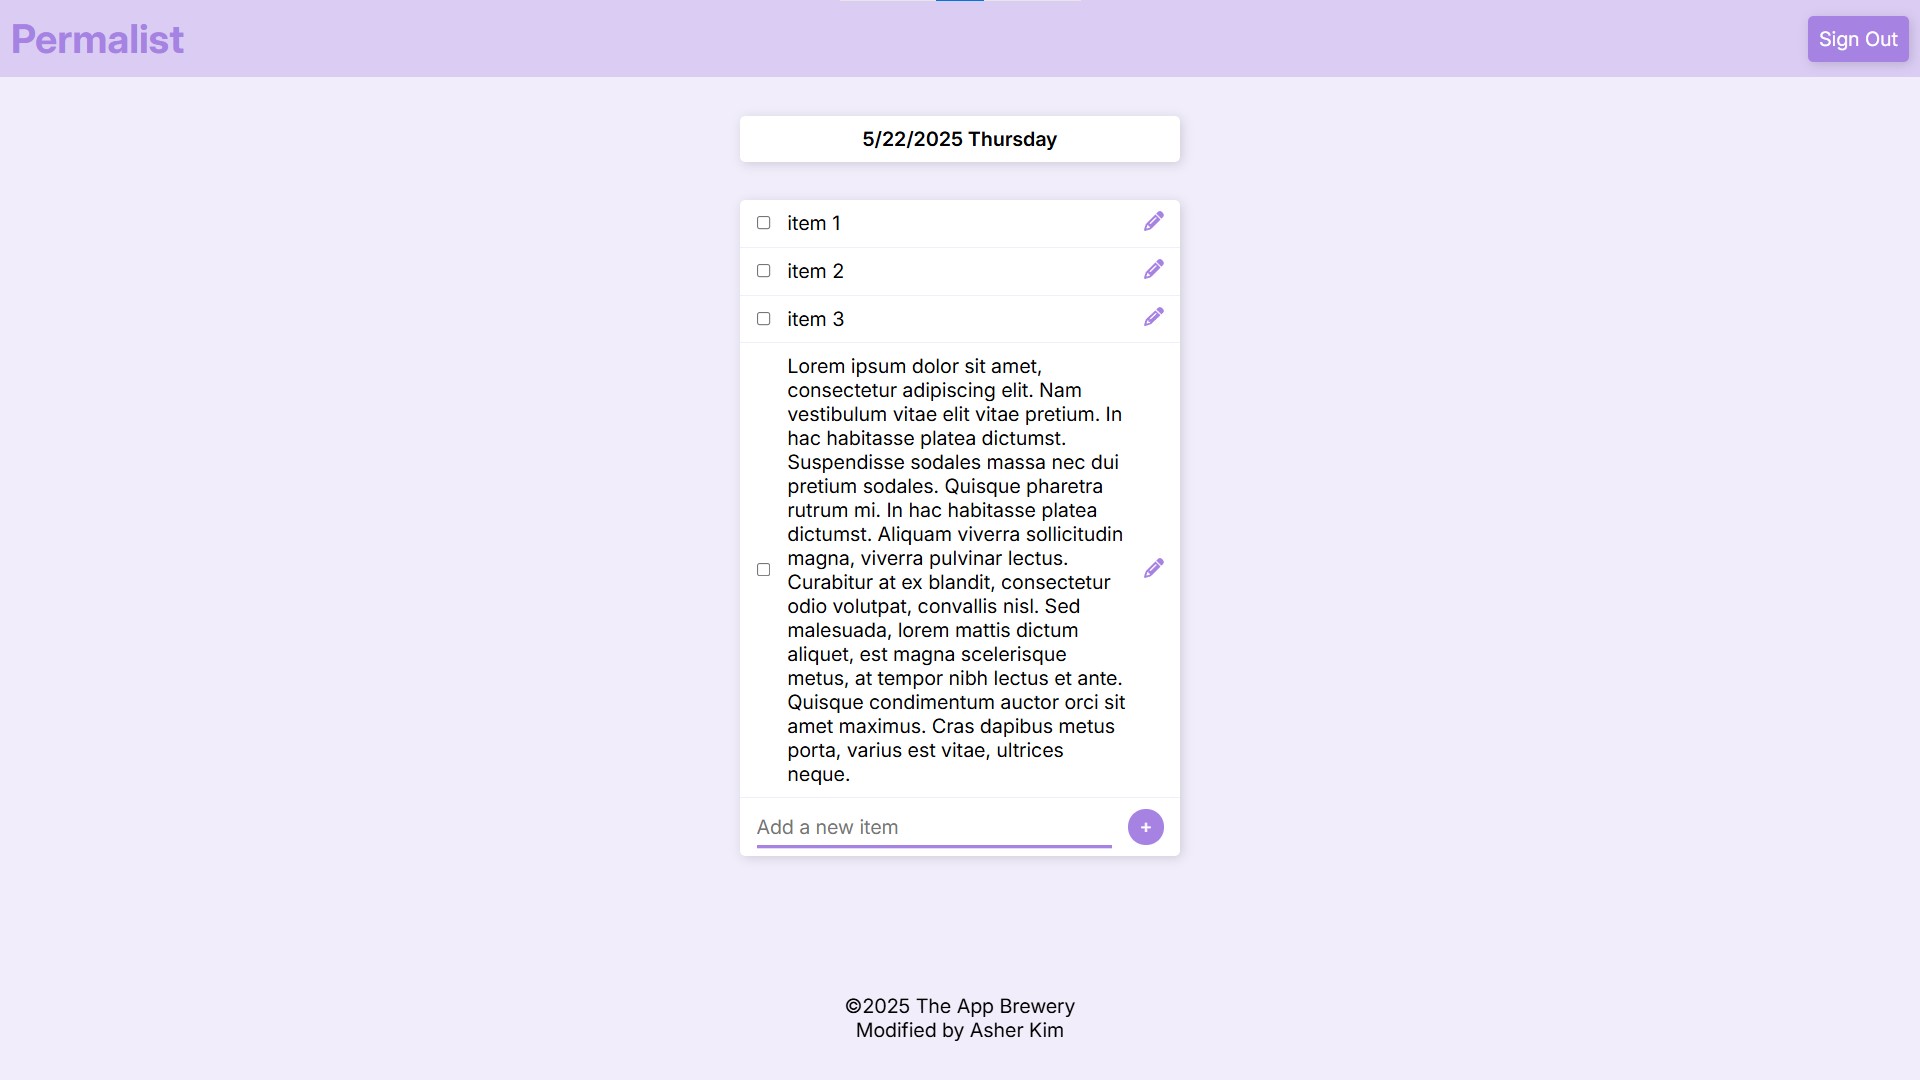 Permalist
Sign Out
5/22/2025 Thursday
item 1
item 2
item 3
Lorem ipsum dolor sit amet,
consectetur adipiscing elit. Nam
vestibulum vitae elit vitae pretium. In
hac habitasse platea dictumst.
Suspendisse sodales massa nec dui
pretium sodales. Quisque pharetra
rutrum mi. In hac habitasse platea
dictumst. Aliquam viverra sollicitudin
magna, viverra pulvinar lectus.
Curabitur at ex blandit, consectetur
odio volutpat, convallis nisl. Sed
malesuada, lorem mattis dictum
aliquet, est magna scelerisque
metus, at tempor nibh lectus et ante.
Quisque condimentum auctor orci sit
amet maximus. Cras dapibus metus
porta, varius est vitae, ultrices
neque.
Add a new item
+
©2025 The App Brewery
Modified by Asher Kim